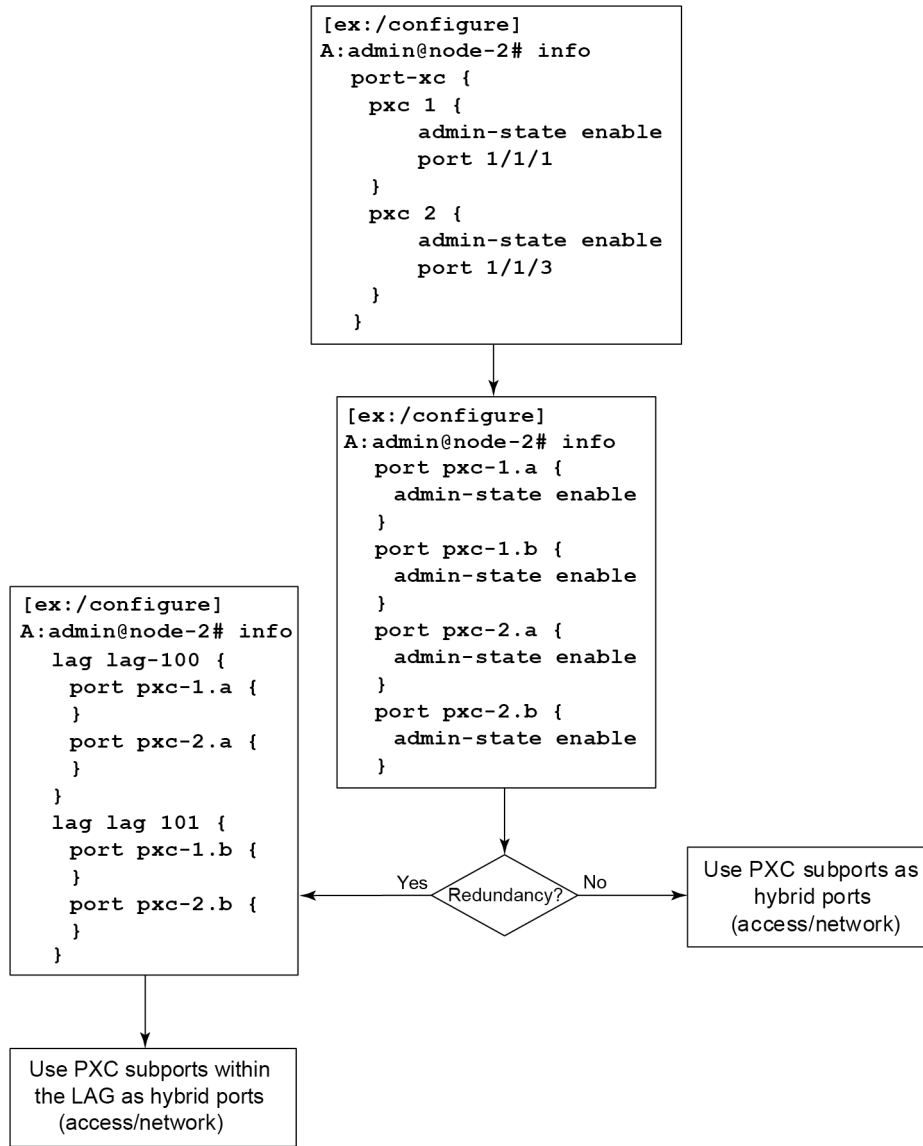 [ex:/configure]
A:admin@node-2# info
port-xc {
pxc 1 {
admin-state enable
port 1/1/1
}
pxc 2 {
admin-state enable
port 1/1/3
}
}
[ex:/configure]
A:admin@node-2# info
port pxc-1.a {
admin-state enable
}
port pxc-1.b {
admin-state enable
}
port pxc-2.a {
admin-state enable
}
port pxc-2.b {
admin-state enable
}
Redundancy?
Yes
No
[ex:/configure]
A:admin@node-2# info
lag lag-100 {
port pxc-1.a {
}
port pxc-2.a {
}
}
lag lag 101 {
port pxc-1.b {
}
port pxc-2.b {
}
}
Use PXC subports as
hybrid ports
(access/network)
Use PXC subports within
the LAG as hybrid ports
(access/network)